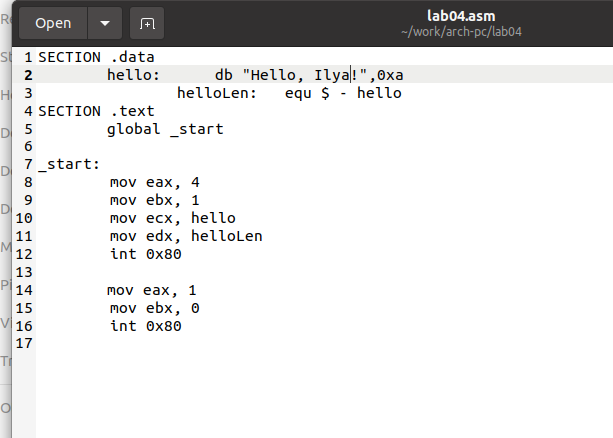 Open
lab04.asm
~/work/arch-pc/lab04
1 SECTION .data
2 hello: db "Hello, Ilya!",0xa
3 helloLen: equ $ - hello
4 SECTION .text
5 global _start
6
7 _start:
8 mov eax, 4
9 mov ebx, 1
10 mov ecx, hello
11 mov edx, helloLen
12 int 0x80
13
14 mov eax, 1
15 mov ebx, 0
16 int 0x80
17